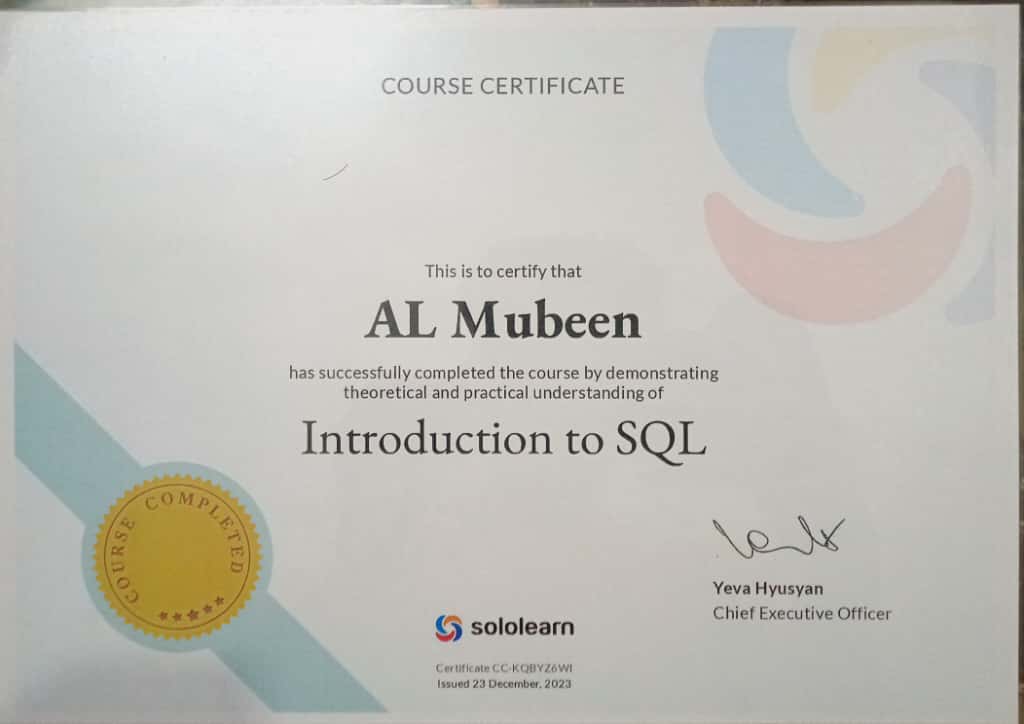 COURSE CERTIFICATE
This is to certify that
AL Mubeen
has successfully completed the course by demonstrating
theoretical and practical understanding of
Introduction to SQL
COURSE COMPLETED
Yeva Hyusyan
Chief Executive Officer
sololearn
Certificate CC-KQBYZ6WI
Issued 23 December, 2023